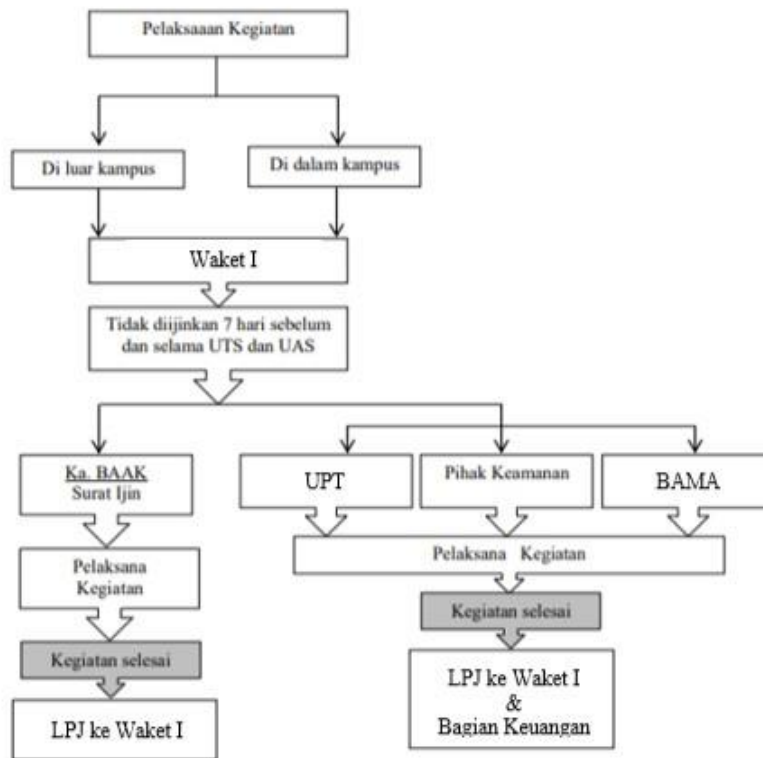 Pelaksaaan Kegiatan
Di luar kampus
Di dalam kampus
Waket I
Tidak diijinkan 7 hari sebelum
dan selama UTS dan UAS
Ka. BAAK
Surat Ijin
UPT
Pihak Keamanan
BAMA
Pelaksana
Kegiatan
Pelaksana Kegiatan
Kegiatan selesai
Kegiatan selesai
LPJ ke Waket I
LPJ ke Waket I
&
Bagian Keuangan